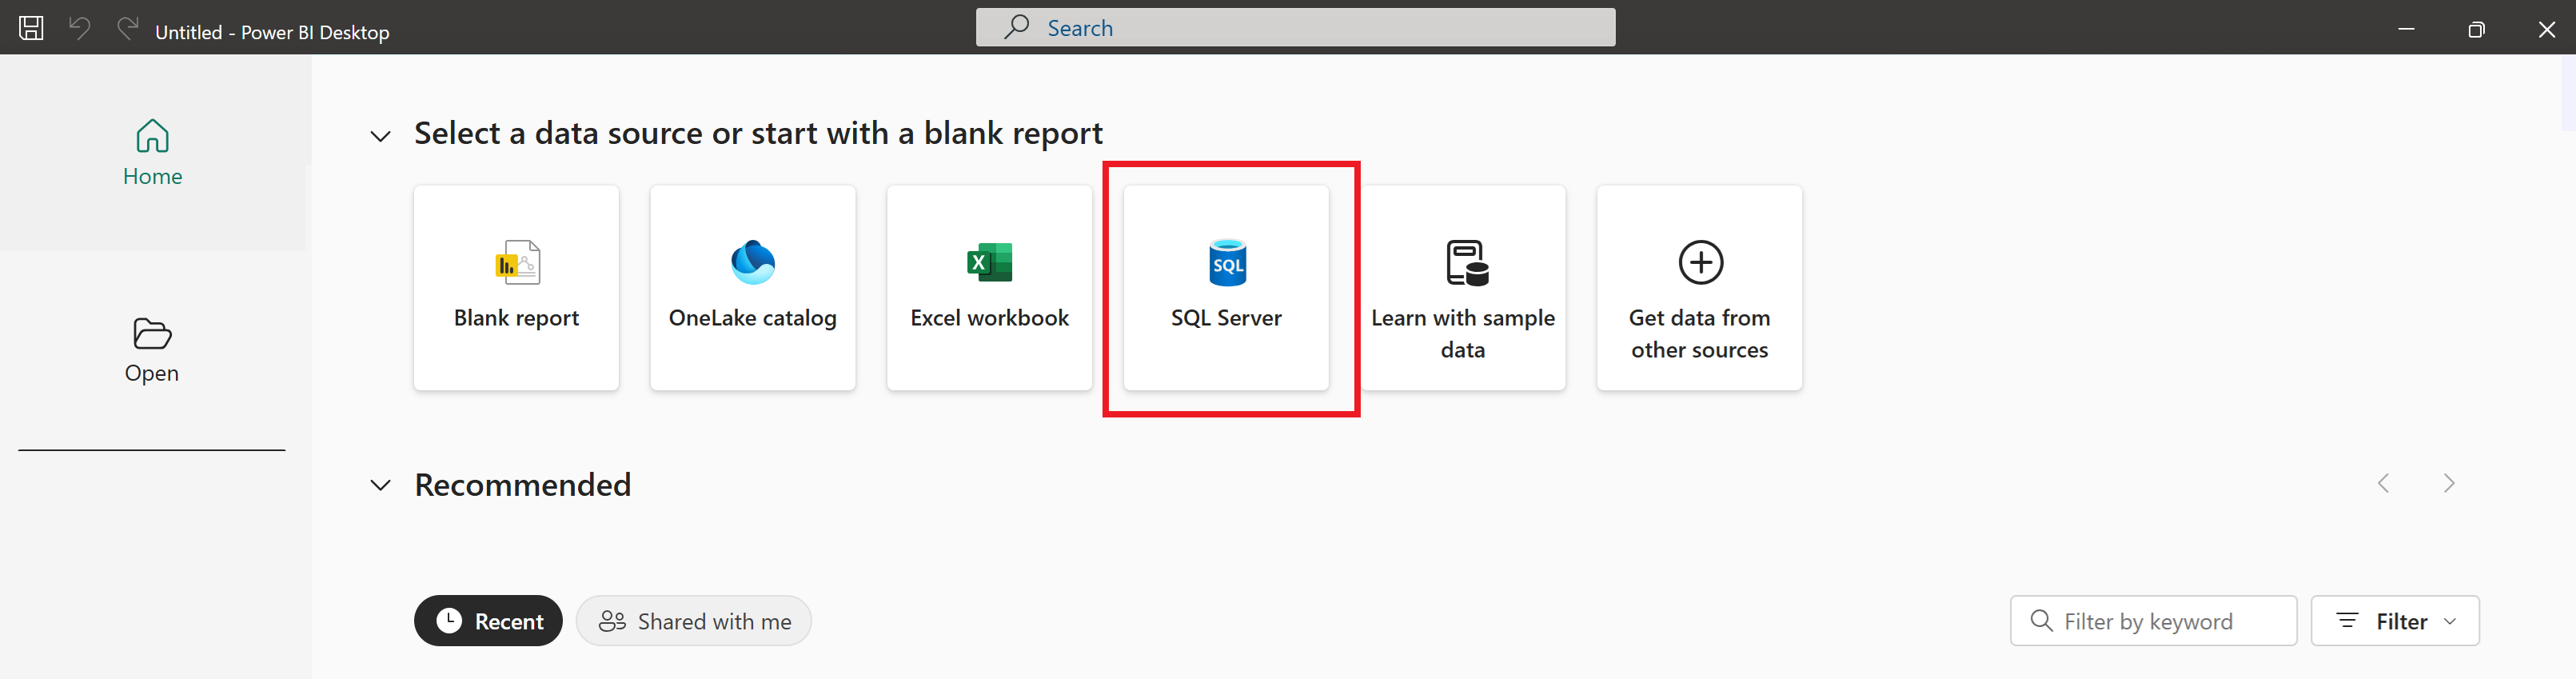 Untitled - Power BI Desktop
Search
Home
Open
Select a data source or start with a blank report
Blank report
OneLake catalog
X
Excel workbook
SQL
SQL Server
Learn with sample
data
Get data from
other sources
Recommended
Recent
Shared with me
Filter by keyword
Filter